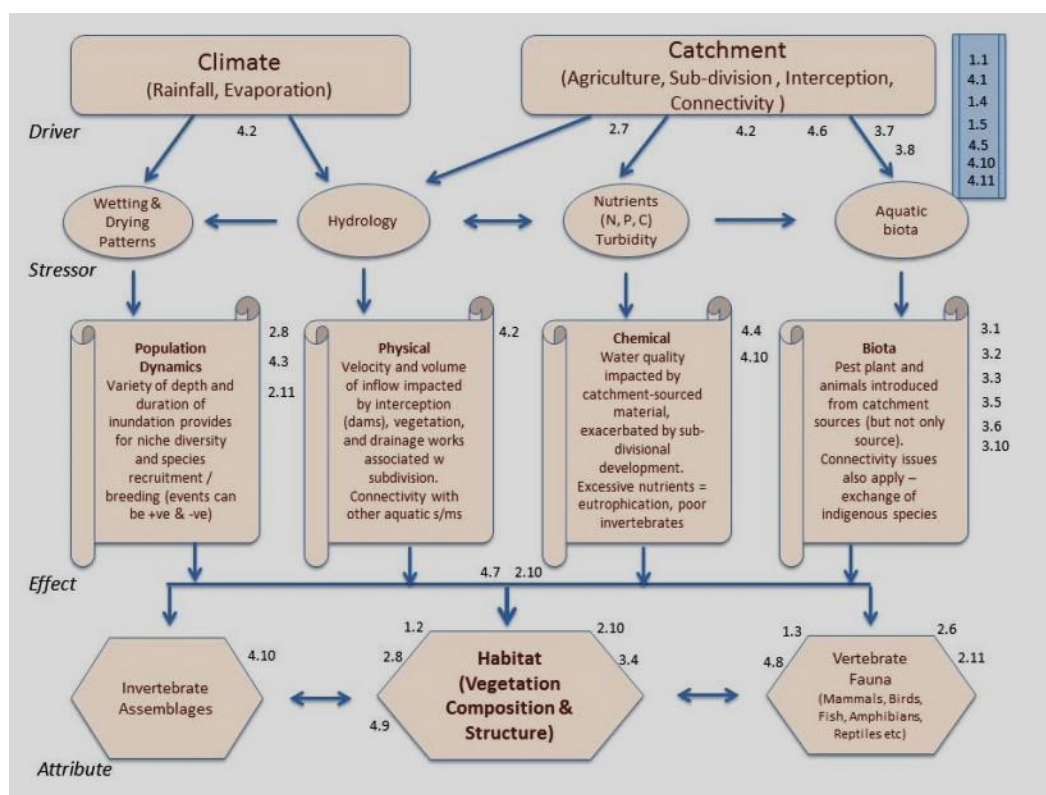 Climate
(Rainfall, Evaporation)
Catchment
(Agriculture, Sub-division , Interception,
Connectivity )
1.1
4.1
1.4
1.5
4.5
4.10
4.11
Driver
4.2
2.7
4.2
4.6
3.7
3.8
Wetting &
Drying
Patterns
Hydrology
Nutrients
(N, P, C)
Turbidity
Aquatic
biota
Stressor
Population
Dynamics
Variety of depth and
duration of
inundation provides
for niche diversity
and species
recruitment /
breeding (events can
be +ve & -ve)
2.8
4.3
2.11
Physical
Velocity and volume
of inflow impacted
by interception
(dams), vegetation,
and drainage works
associated w
subdivision.
Connectivity with
other aquatic s/ms
4.2
Chemical
Water quality
impacted by
catchment-sourced
material,
exacerbated by sub-
divisional
development.
Excessive nutrients =
eutrophication, poor
invertebrates
4.4
4.10
Biota
Pest plant and
animals introduced
from catchment
sources (but not only
source).
Connectivity issues
also apply –
exchange of
indigenous species
3.1
3.2
3.3
3.5
3.6
3.10
Effect
4.7 2.10
Invertebrate
Assemblages
4.10
1.2
2.8
4.9
Habitat
(Vegetation
Composition &
Structure)
2.10
3.4
1.3
4.8
Vertebrate
Fauna
(Mammals, Birds,
Fish, Amphibians,
Reptiles etc)
2.6
2.11
Attribute